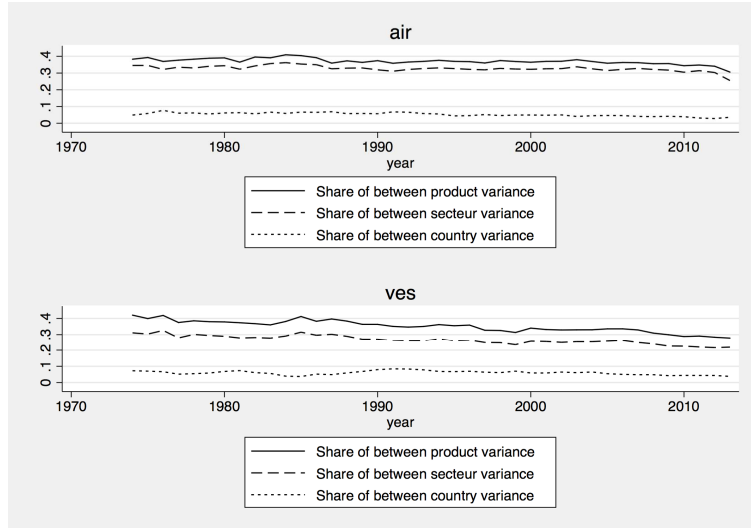 air
.4
.3
.2
.1
0
1970 1980 1990 2000 2010
year
Share of between product variance
Share of between secteur variance
Share of between country variance
ves
.4
.3
.2
.1
0
1970 1980 1990 2000 2010
year
Share of between product variance
Share of between secteur variance
Share of between country variance